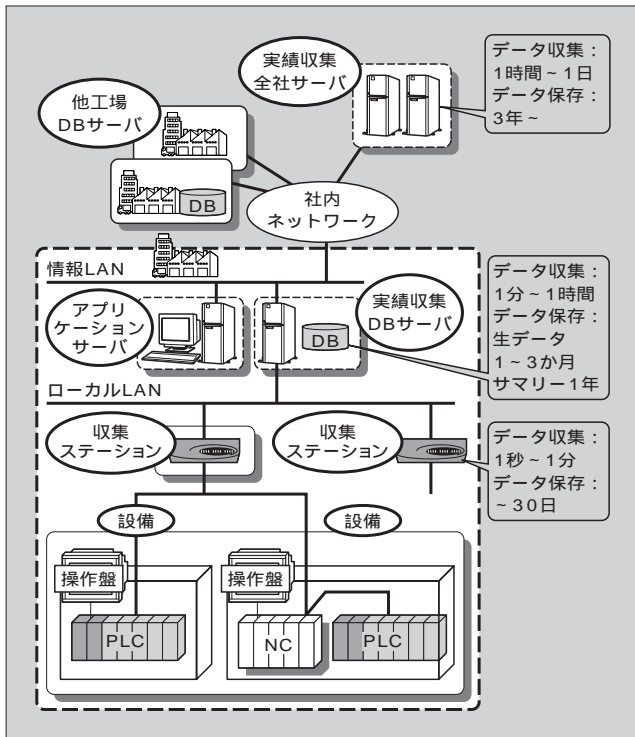 実績収集
全社サーバ
データ収集：
1時間～1日
データ保存：
3年～
他工場
DBサーバ
DB
社内
ネットワーク
情報LAN
アプリ
ケーション
サーバ
実績収集
DBサーバ
DB
データ収集：
1分～1時間
データ保存：
生データ
1～3か月
サマリー1年
ローカルLAN
収集
ステーション
収集
ステーション
データ収集：
1秒～1分
データ保存：
～30日
設備
設備
操作盤
操作盤
PLC
NC
PLC